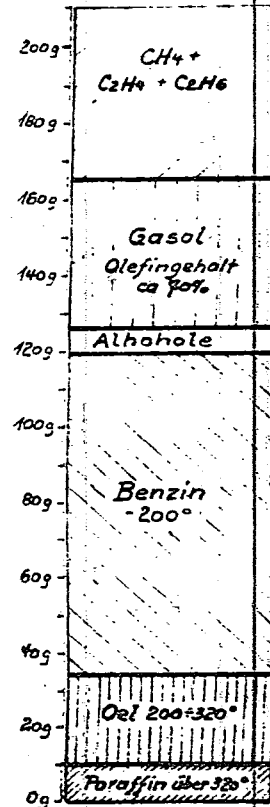 200g
CH4 +
C2H4 + C2H6
180g
160g
Gasol
Olefingehalt
ca 70%
140g
Alkohole
120g
100g
Benzin
-200°
80g
60g
40g
Oel 200÷320°
20g
Paraffin über 320°
0g